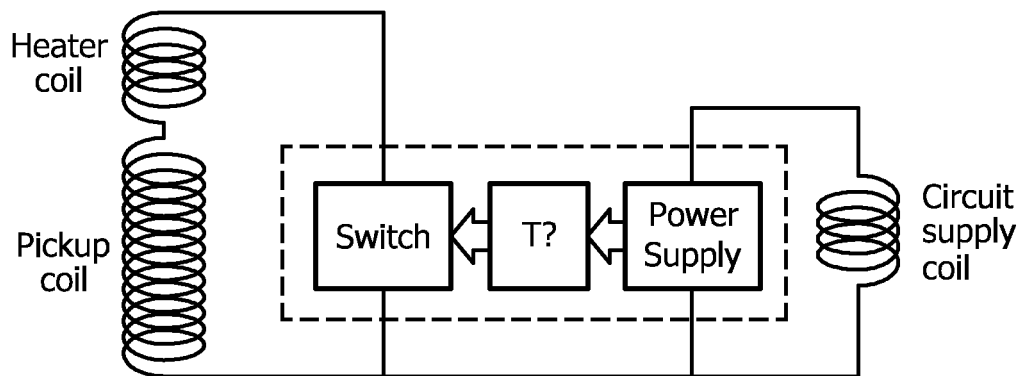 Heater
coil
Pickup
coil
Switch
T?
Power
Supply
Circuit
supply
coil